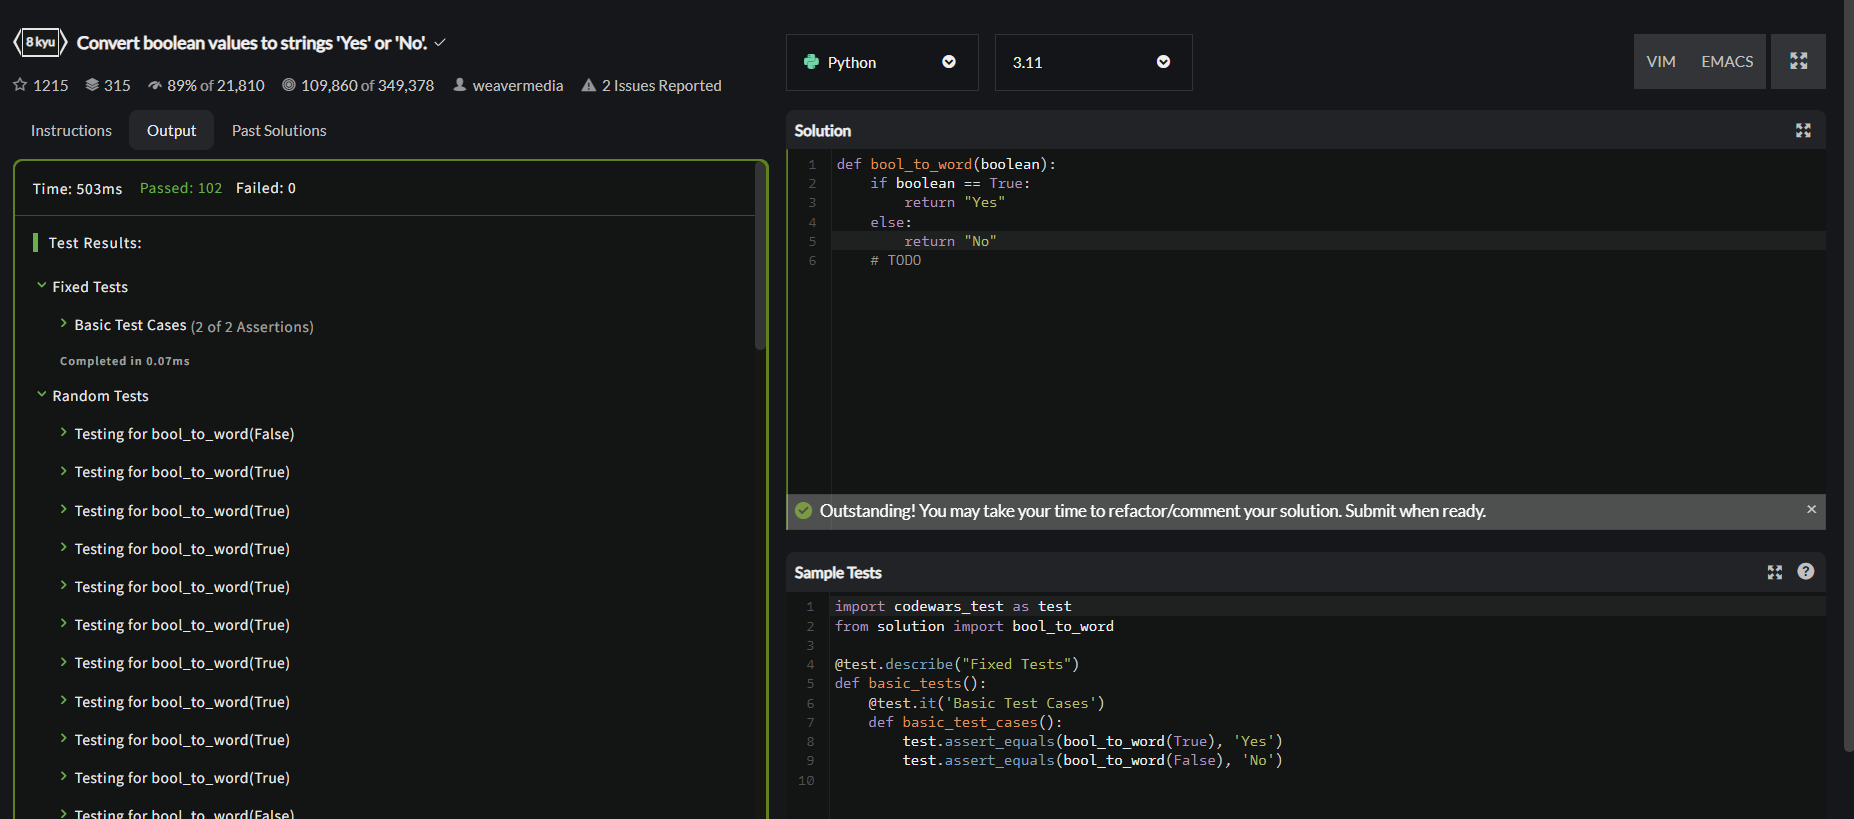 8 kyu
Convert boolean values to strings 'Yes' or 'No'.
1215 315 89% of 21,810 109,860 of 349,378 weavermedia 2 Issues Reported
Instructions Output Past Solutions
Time: 503ms Passed: 102 Failed: 0
Test Results:
Fixed Tests
Basic Test Cases (2 of 2 Assertions)
Completed in 0.07ms
Random Tests
Testing for bool_to_word(False)
Testing for bool_to_word(True)
Testing for bool_to_word(True)
Testing for bool_to_word(True)
Testing for bool_to_word(True)
Testing for bool_to_word(True)
Testing for bool_to_word(True)
Testing for bool_to_word(True)
Testing for bool_to_word(True)
Testing for bool_to_word(True)
Testing for bool_to_word(False)
Python 3.11 VIM EMACS
Solution
1 def bool_to_word(boolean):
2     if boolean == True:
3         return "Yes"
4     else:
5         return "No"
6     # TODO
Outstanding! You may take your time to refactor/comment your solution. Submit when ready. ×
Sample Tests ?
1 import codewars_test as test
2 from solution import bool_to_word
3
4 @test.describe("Fixed Tests")
5 def basic_tests():
6     @test.it('Basic Test Cases')
7     def basic_test_cases():
8         test.assert_equals(bool_to_word(True), 'Yes')
9         test.assert_equals(bool_to_word(False), 'No')
10